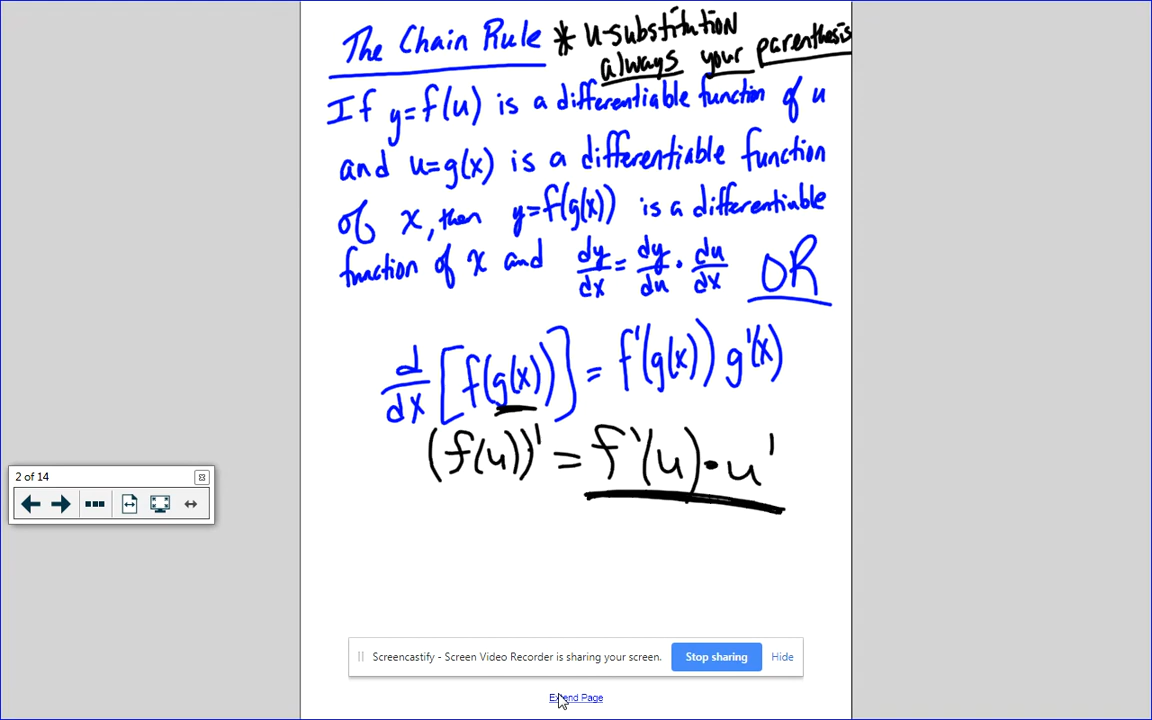 The Chain Rule * u-substitution
always your parenthesis
If y=f(u) is a differentiable function of u
and u=g(x) is a differentiable function
of x, then y=f(g(x)) is a differentiable
function of x and dy/dx = dy/du · du/dx OR
d/dx [f(g(x))] = f'(g(x)) g'(x)
(f(u))' = f'(u) · u'
2 of 14
Screencastify - Screen Video Recorder is sharing your screen. Stop sharing Hide
Extend Page